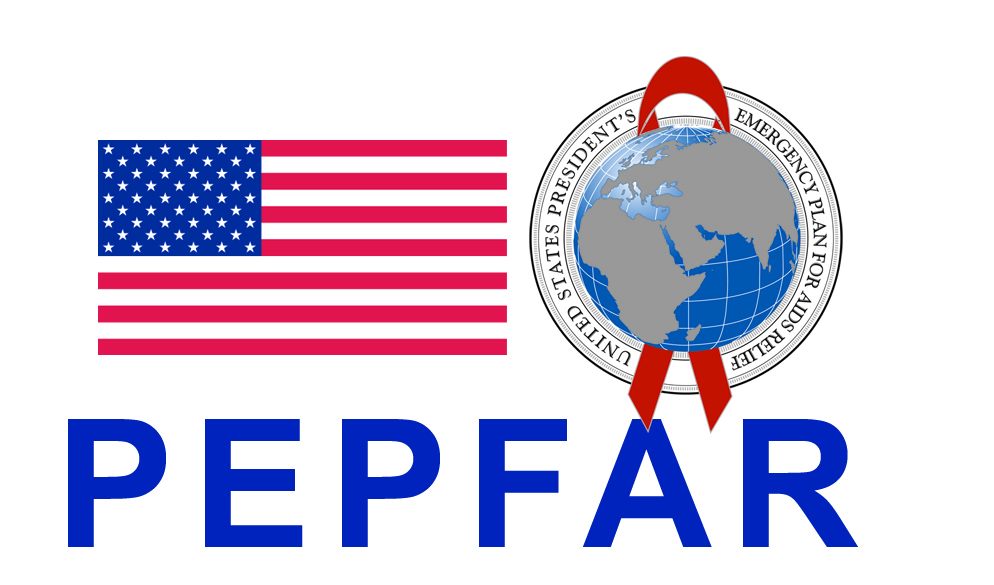 UNITED STATES PRESIDENT'S
EMERGENCY PLAN FOR AIDS RELIEF
PEPFAR